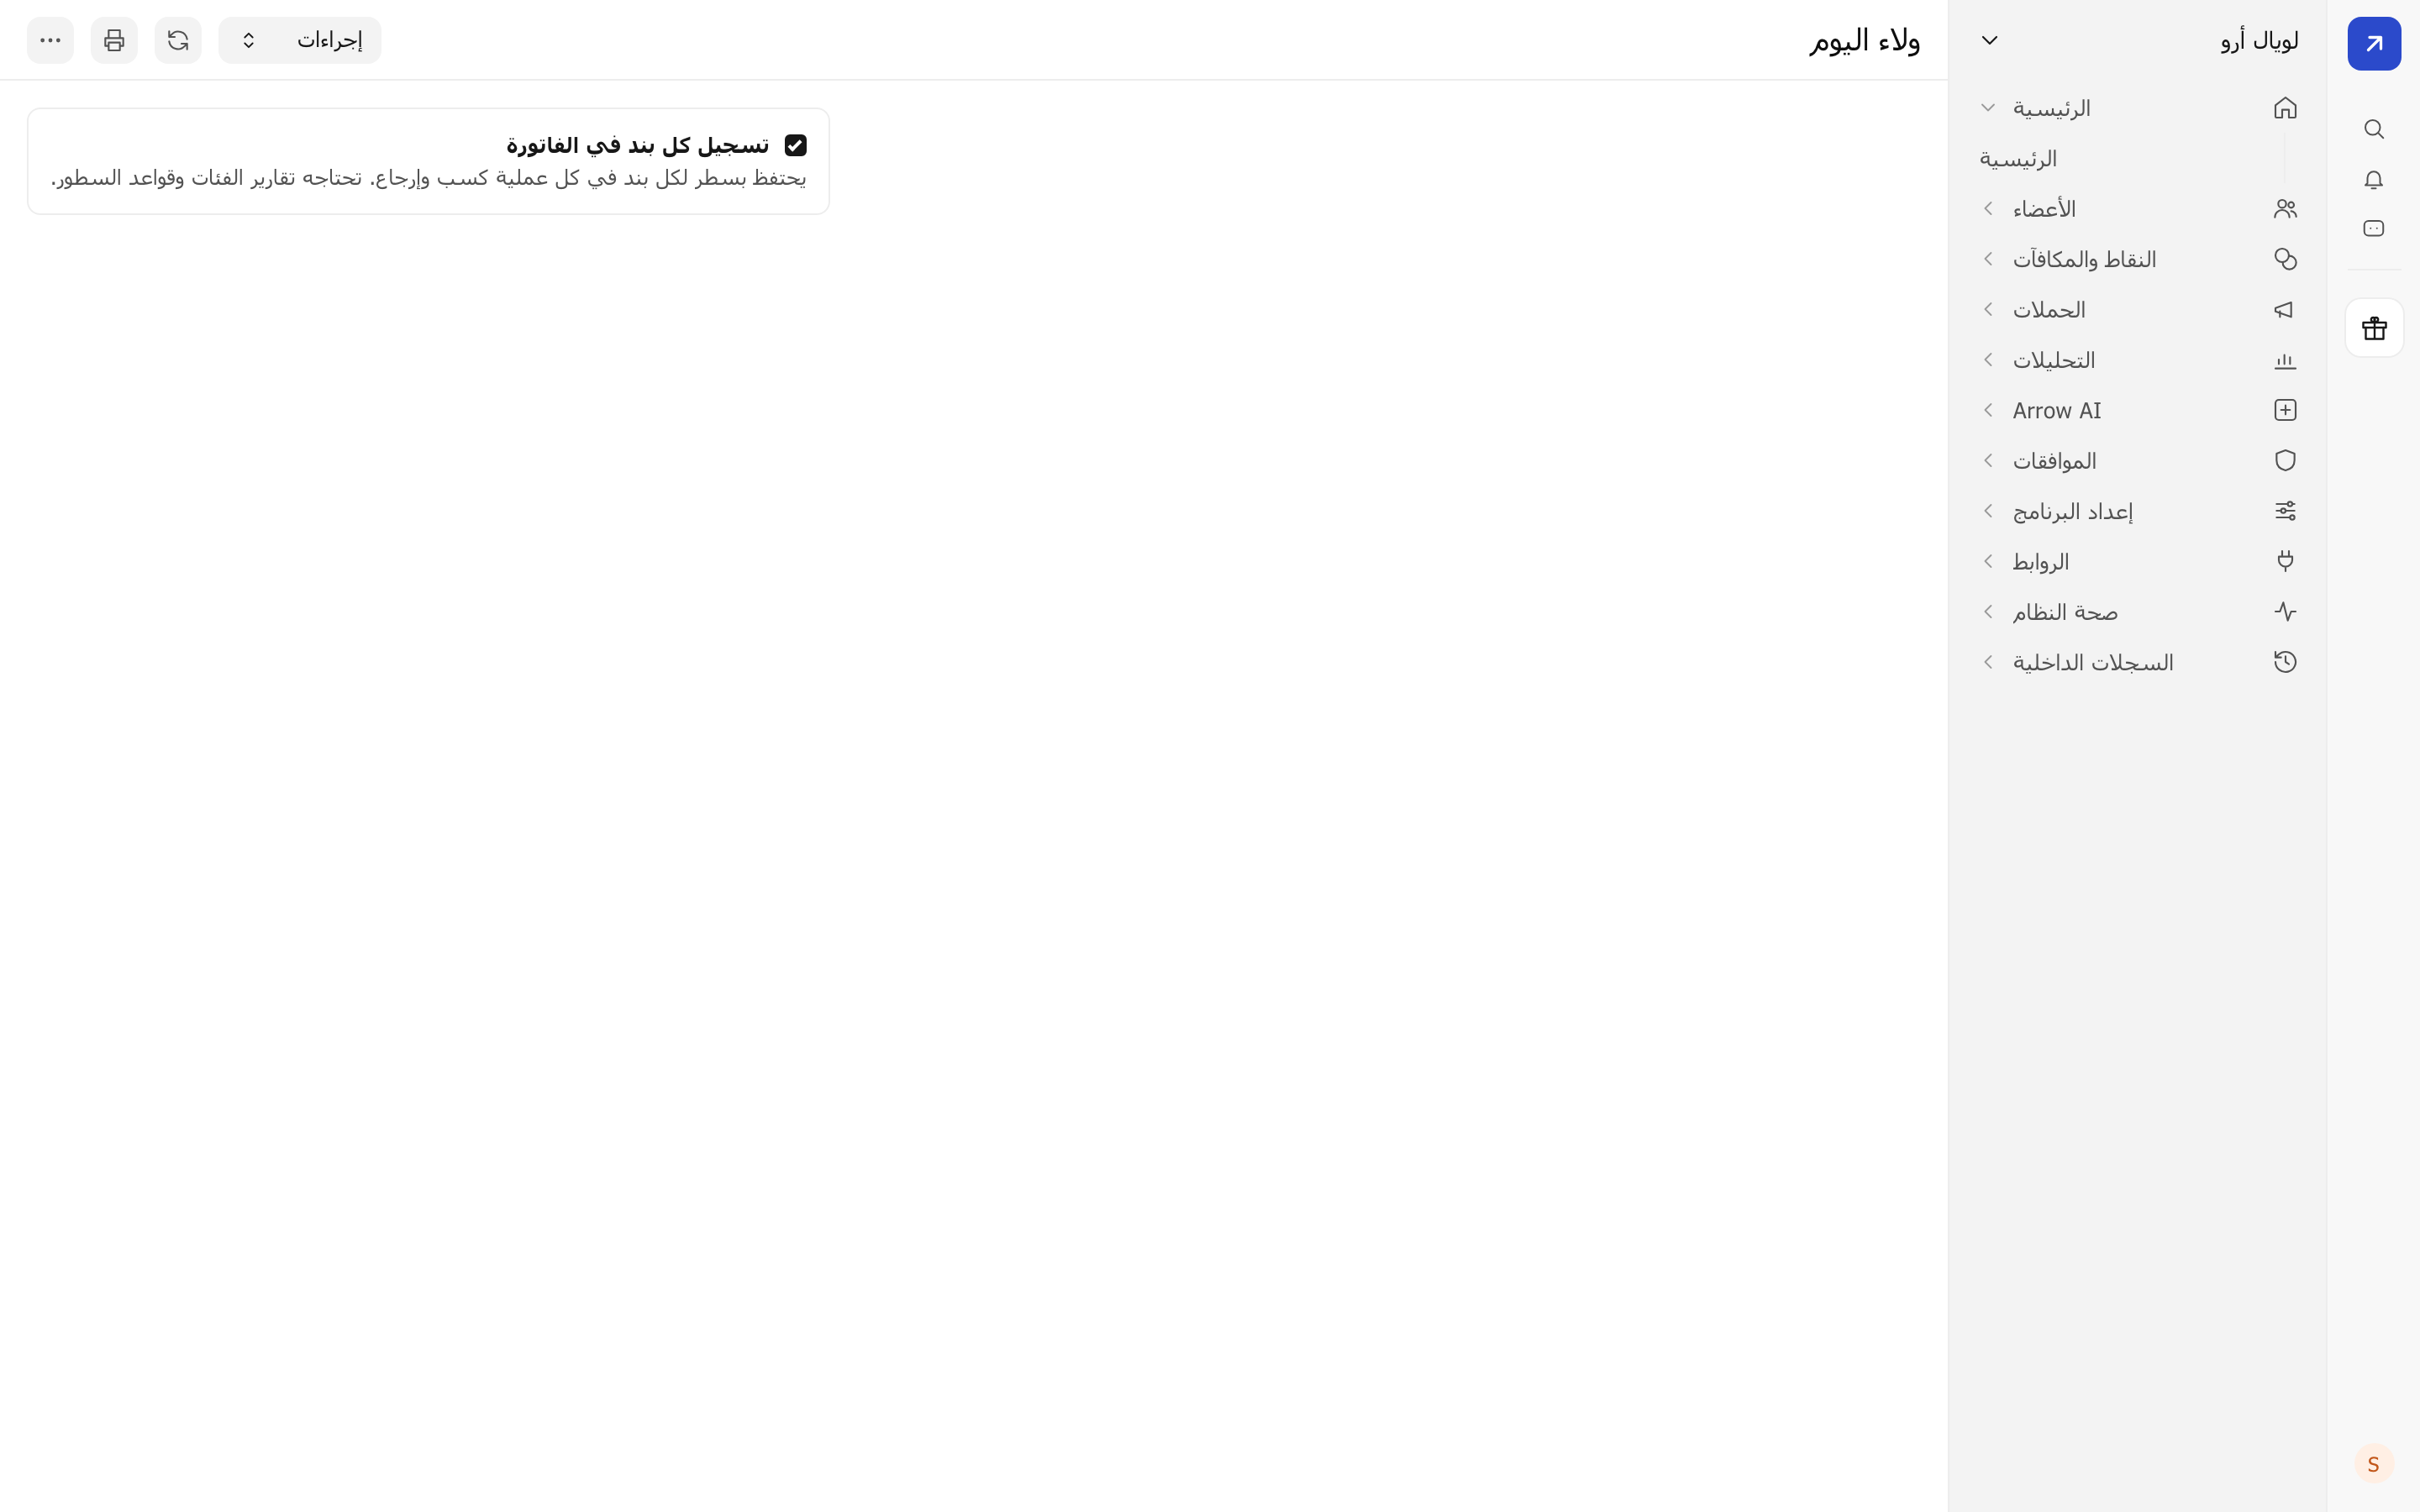 لويال أرو
الرئيسية
الرئيسية
الأعضاء
النقاط والمكافآت
الحملات
التحليلات
Arrow AI
الموافقات
إعداد البرنامج
الروابط
صحة النظام
السجلات الداخلية
S
ولاء اليوم
إجراءات
تسجيل كل بند في الفاتورة
يحتفظ بسطر لكل بند في كل عملية كسب وإرجاع. تحتاجه تقارير الفئات وقواعد السطور.